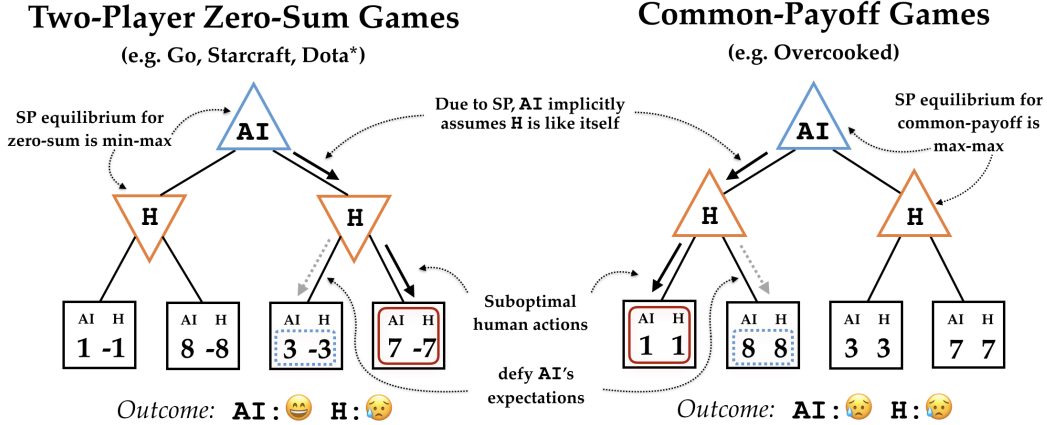 Two-Player Zero-Sum Games
(e.g. Go, Starcraft, Dota*)
SP equilibrium for
zero-sum is min-max
AI
H
H
AI H
1 -1
AI H
8 -8
AI H
3 -3
AI H
7 -7
Outcome: AI: H:
Due to SP, AI implicitly
assumes H is like itself
Suboptimal
human actions
defy AI's
expectations
Common-Payoff Games
(e.g. Overcooked)
SP equilibrium for
common-payoff is
max-max
AI
H
H
AI H
1 1
AI H
8 8
AI H
3 3
AI H
7 7
Outcome: AI: H: